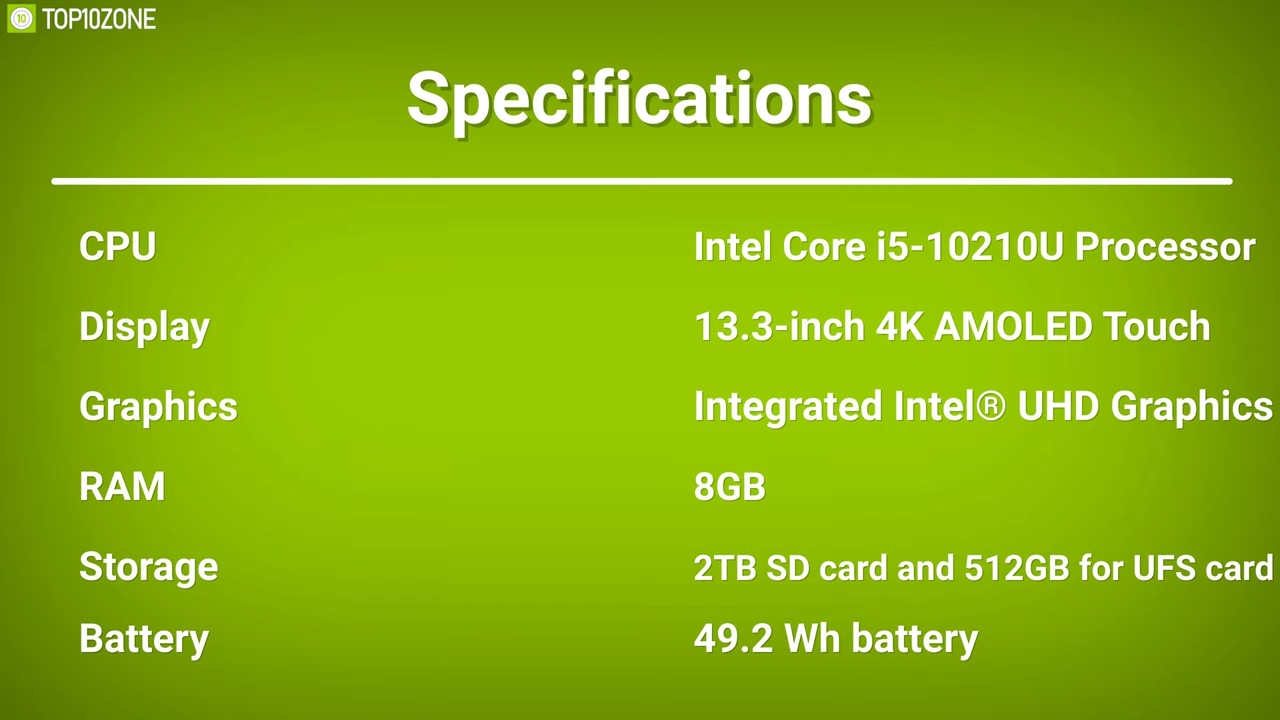 TOP10ZONE
Specifications
CPU Intel Core i5-10210U Processor
Display 13.3-inch 4K AMOLED Touch
Graphics Integrated Intel® UHD Graphics
RAM 8GB
Storage 2TB SD card and 512GB for UFS card
Battery 49.2 Wh battery